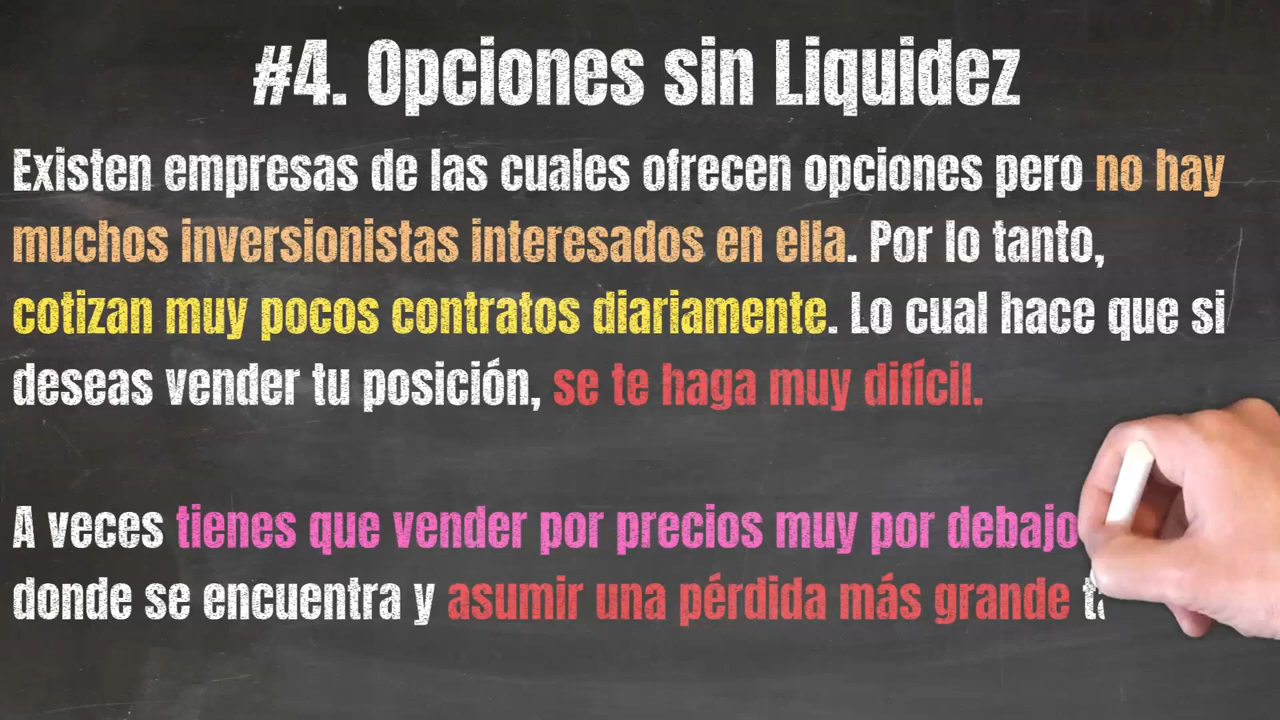 #4. Opciones sin Liquidez
Existen empresas de las cuales ofrecen opciones pero no hay
muchos inversionistas interesados en ella. Por lo tanto,
cotizan muy pocos contratos diariamente. Lo cual hace que si
deseas vender tu posición, se te haga muy difícil.
A veces tienes que vender por precios muy por debajo
donde se encuentra y asumir una pérdida más grande